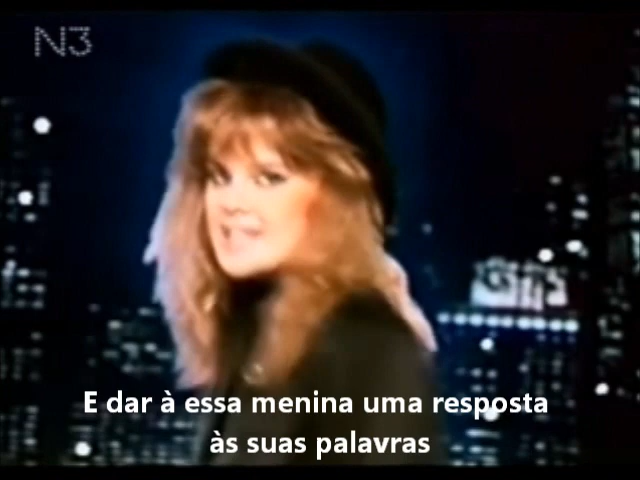 N3
E dar à essa menina uma resposta
às suas palavras